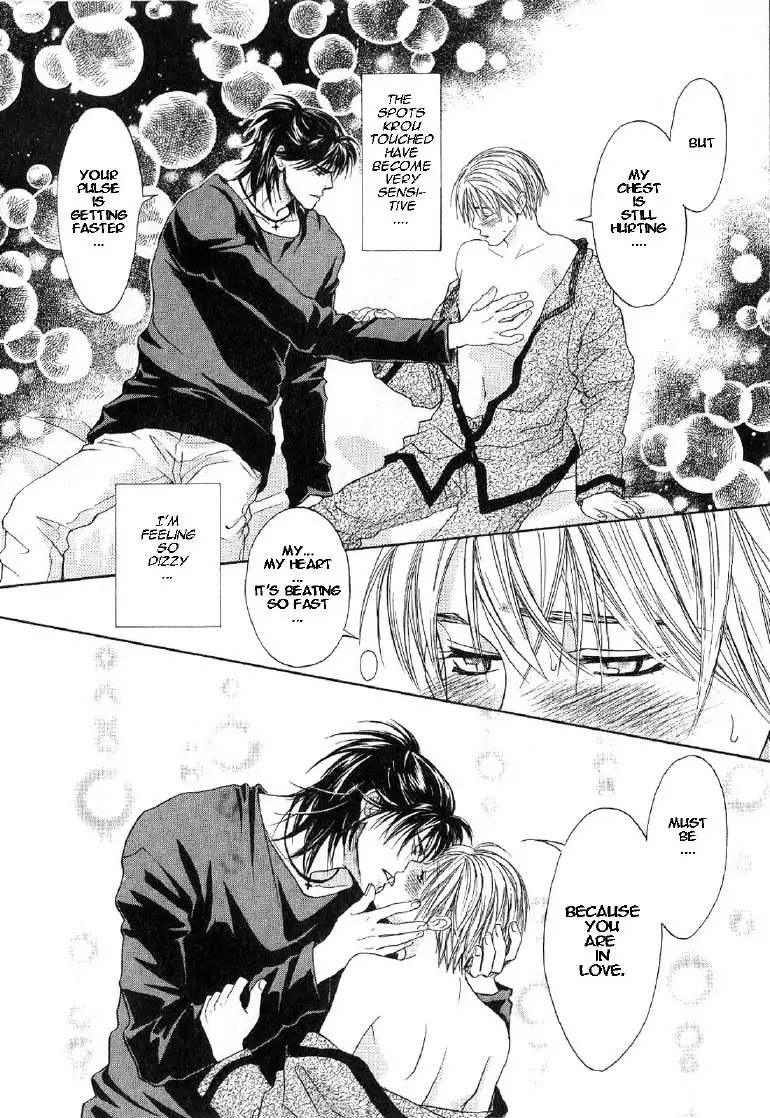 BUT
MY
CHEST
IS
STILL
HURTING
....
THE
SPOTS
KROU
TOUCHED
HAVE
BECOME
VERY
SENSI-
TIVE
....
YOUR
PULSE
IS
GETTING
FASTER
...
MY...
MY HEART
...
IT'S BEATING
SO FAST
...
I'M
FEELING
SO
DIZZY
...
MUST
BE
....
BECAUSE
YOU
ARE
IN
LOVE.